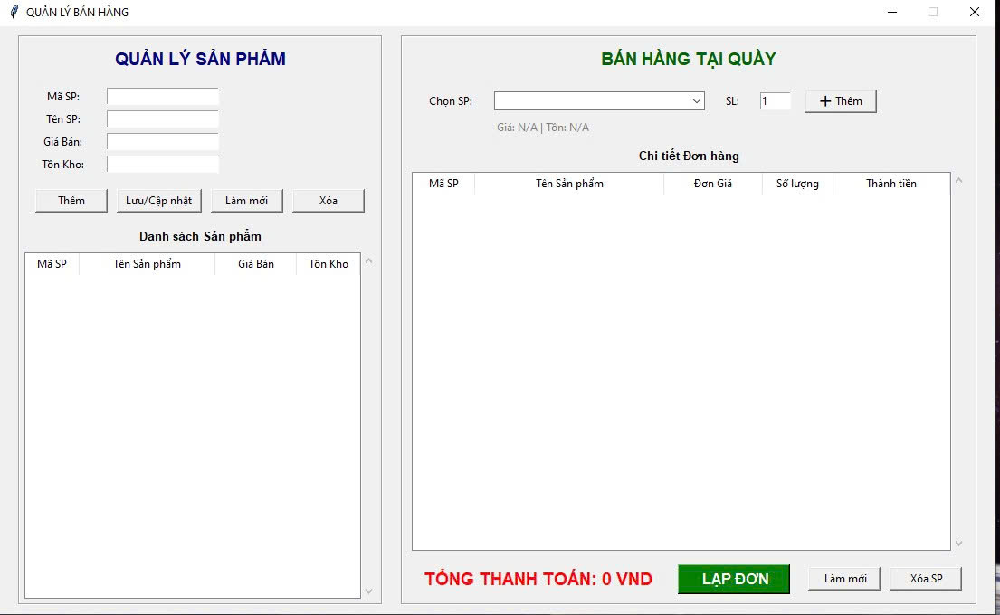 QUẢN LÝ BÁN HÀNG
QUẢN LÝ SẢN PHẨM
Mã SP:
Tên SP:
Giá Bán:
Tồn Kho:
Thêm Lưu/Cập nhật Làm mới Xóa
Danh sách Sản phẩm
Mã SP Tên Sản phẩm Giá Bán Tồn Kho
BÁN HÀNG TẠI QUẦY
Chọn SP: SL: 1 ➕ Thêm
Giá: N/A | Tồn: N/A
Chi tiết Đơn hàng
Mã SP Tên Sản phẩm Đơn Giá Số lượng Thành tiền
TỔNG THANH TOÁN: 0 VND LẬP ĐƠN Làm mới Xóa SP